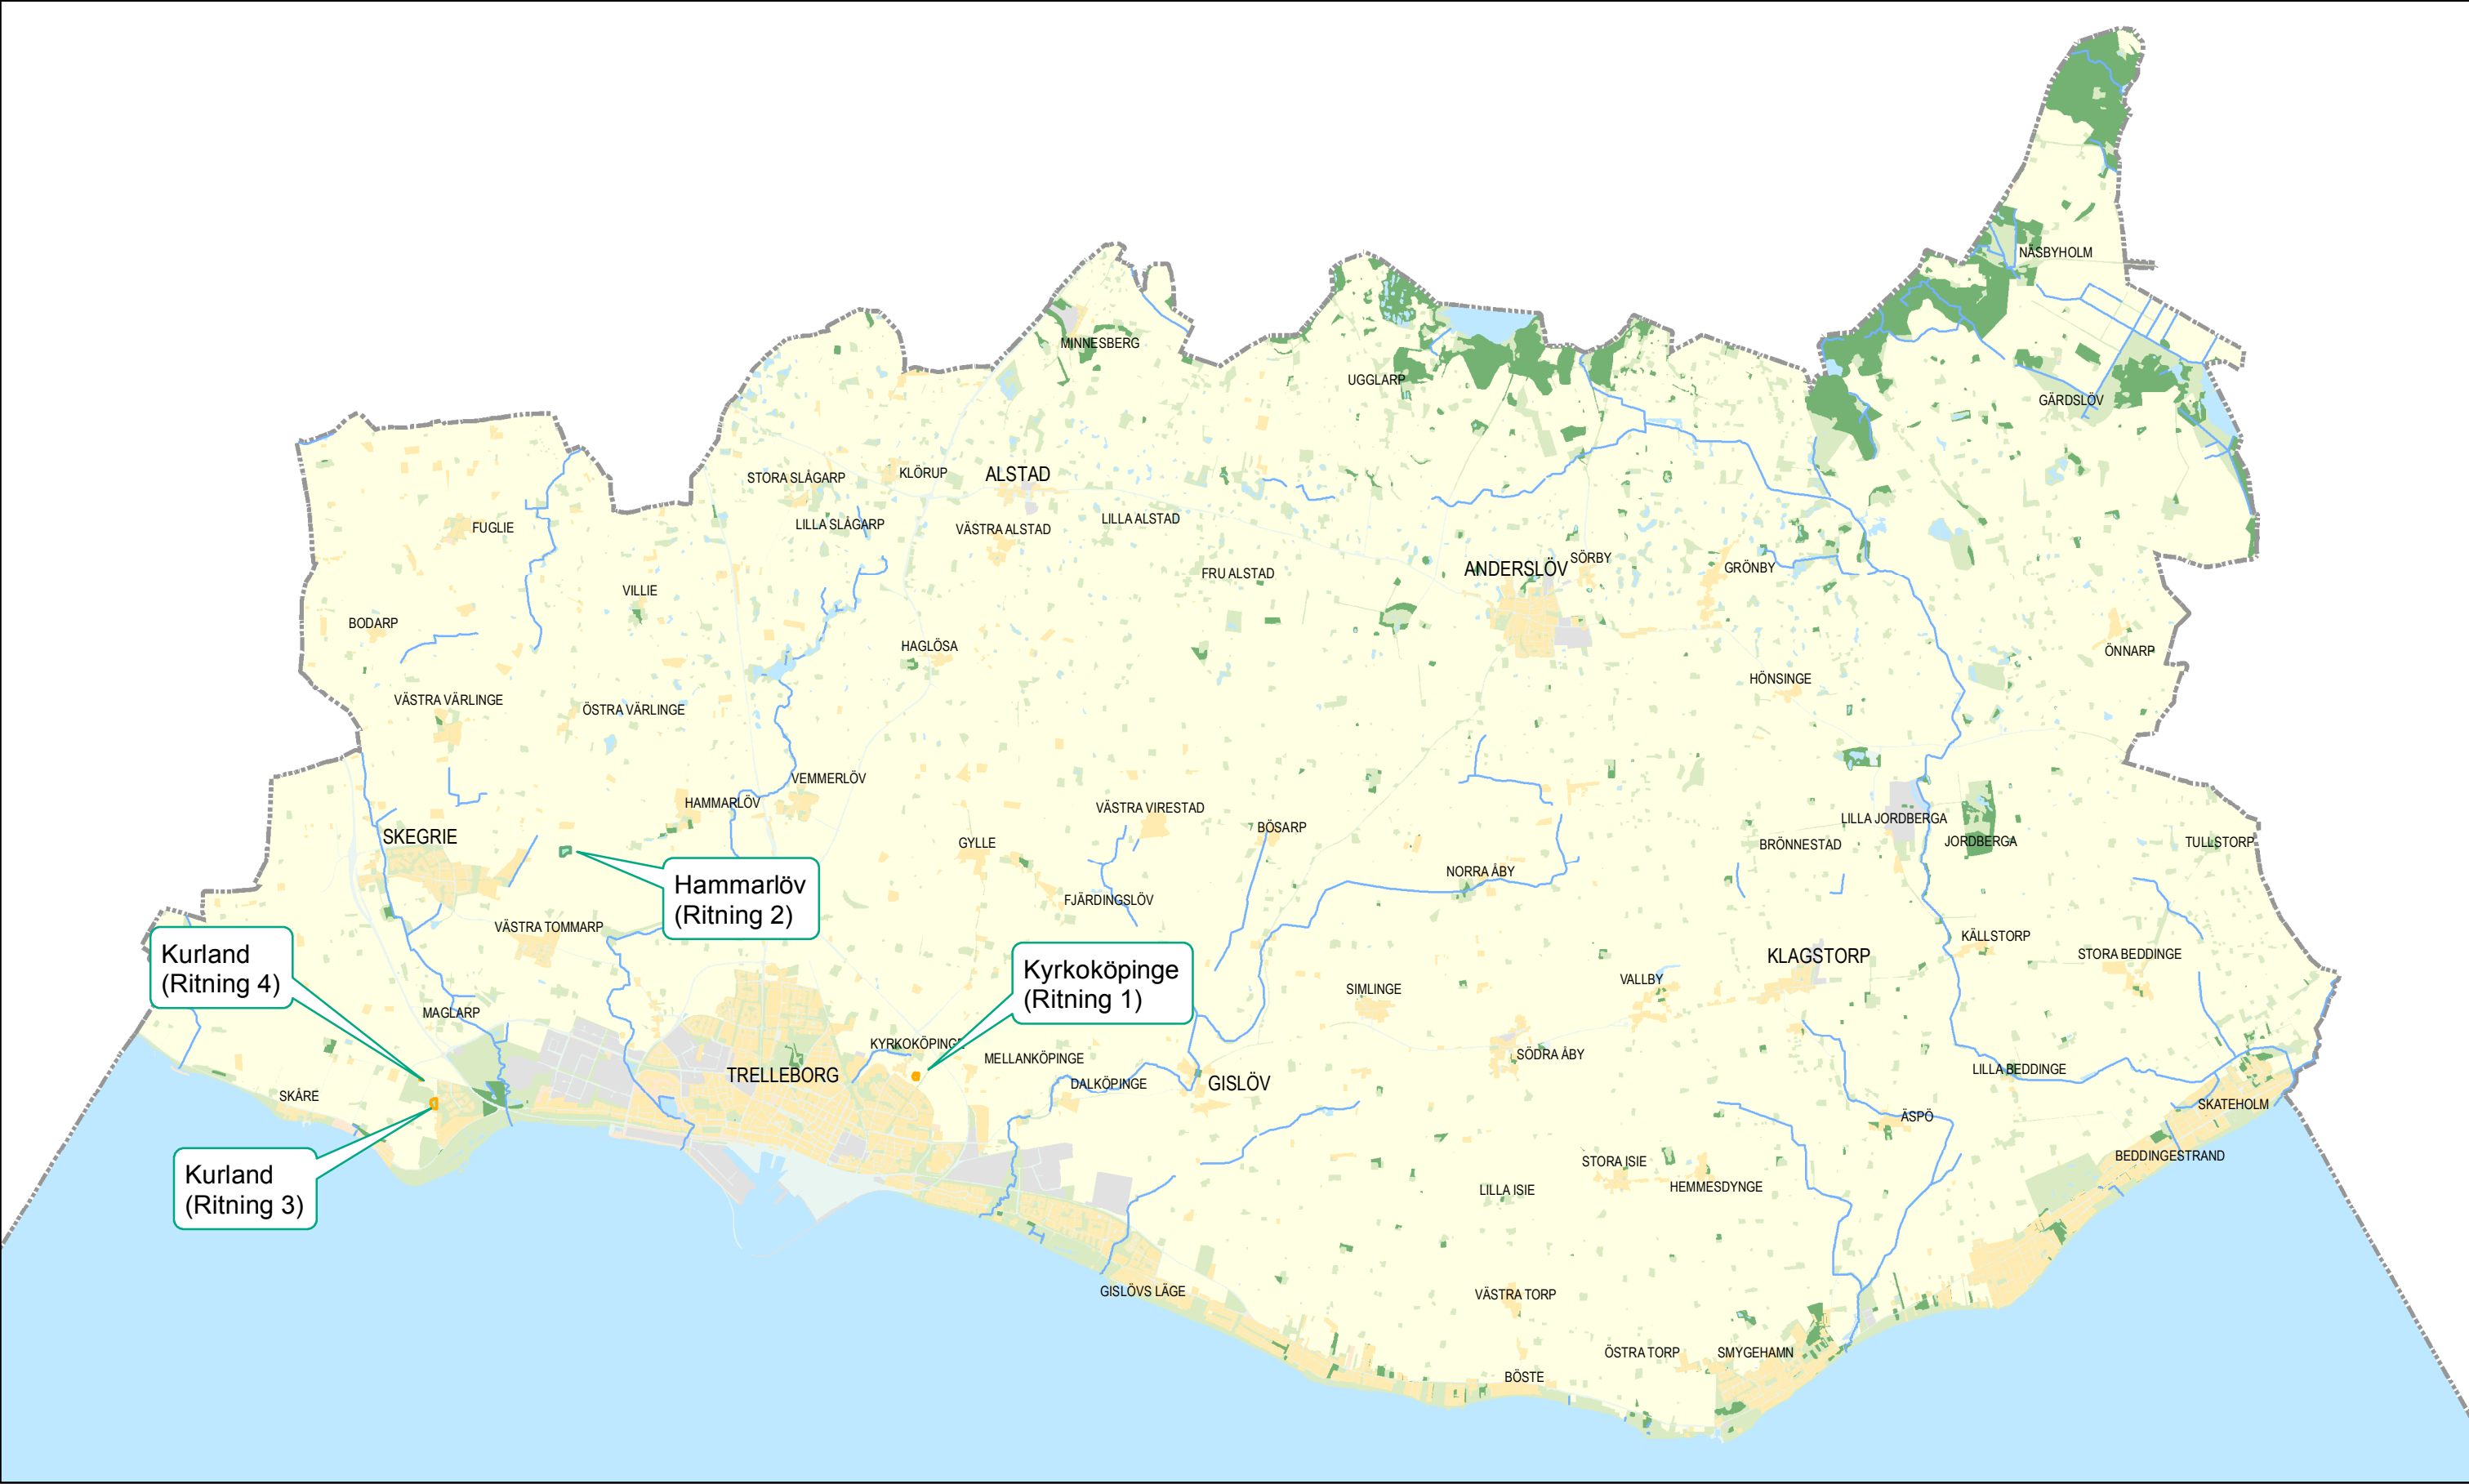 NÄSBYHOLM
MINNESBERG
UGGLARP
GÄRDSLÖV
STORA SLÅGARP
KLÖRUP
ALSTAD
FUGLIE
LILLA SLÅGARP
VÄSTRA ALSTAD
LILLA ALSTAD
FRU ALSTAD
ANDERSLÖV
SÖRBY
GRÖNBY
VILLIE
BODARP
HAGLÖSA
ÖNNARP
HÖNSINGE
VÄSTRA VÄRLINGE
ÖSTRA VÄRLINGE
VEMMERLÖV
HAMMARLÖV
VÄSTRA VIRESTAD
BÖSARP
LILLA JORDBERGA
SKEGRIE
GYLLE
BRÖNNESTAD
JORDBERGA
TULLSTORP
NORRA ÅBY
Hammarlöv
(Ritning 2)
FJÄRDINGSLÖV
VÄSTRA TOMMARP
KÄLLSTORP
Kurland
(Ritning 4)
KLAGSTORP
STORA BEDDINGE
Kyrkoköpinge
(Ritning 1)
VALLBY
SIMLINGE
MAGLARP
KYRKOKÖPINGE
MELLANKÖPINGE
SÖDRA ÅBY
TRELLEBORG
DALKÖPINGE
GISLÖV
LILLA BEDDINGE
SKÅRE
SKATEHOLM
ÄSPÖ
BEDDINGESTRAND
Kurland
(Ritning 3)
STORA ISIE
LILLA ISIE
HEMMESDYNGE
GISLÖVS LÄGE
VÄSTRA TORP
ÖSTRA TORP
SMYGEHAMN
BÖSTE